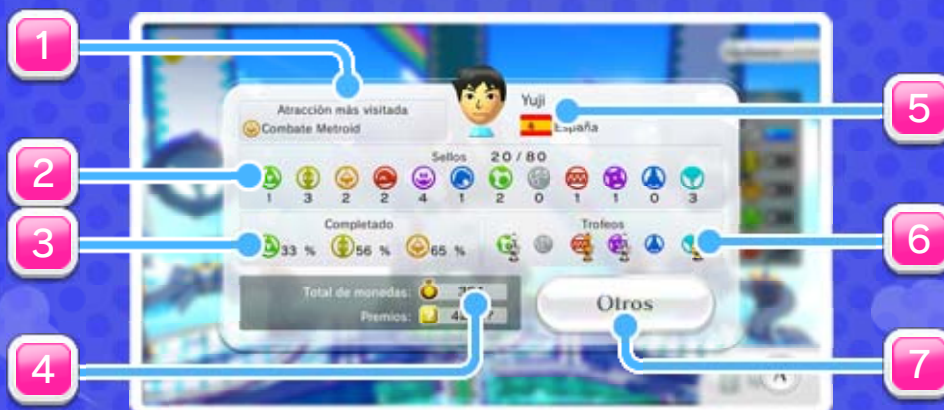 1
Atracción más visitada
Combate Metroid
Yuji
España
5
2
Sellos 20/80
1 3 2 2 4 1 2 0 1 1 0 3
3
Completado
33 % 56 % 65 %
Trofeos
6
Total de monedas:
Premios:
Otros
4
7
A